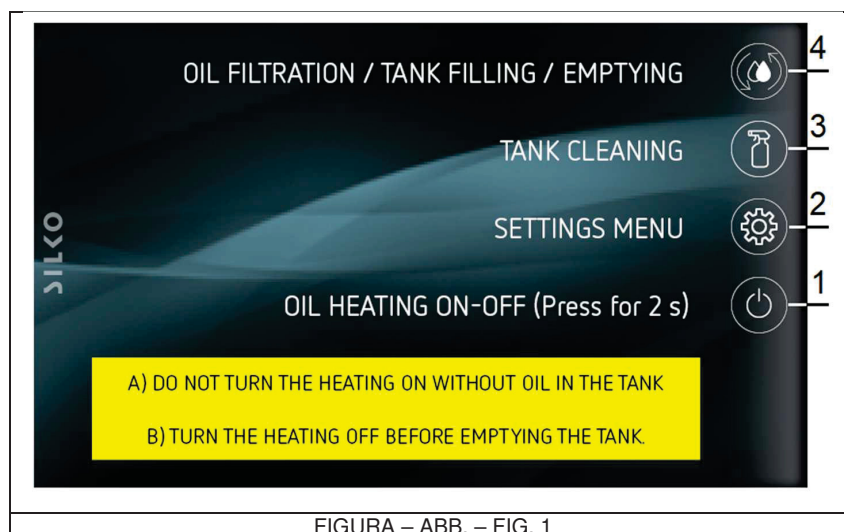 OIL FILTRATION / TANK FILLING / EMPTYING
4
TANK CLEANING
3
SETTINGS MENU
2
SILKO
OIL HEATING ON-OFF (Press for 2 s)
1
A) DO NOT TURN THE HEATING ON WITHOUT OIL IN THE TANK
B) TURN THE HEATING OFF BEFORE EMPTYING THE TANK.
FIGURA – ABB. – FIG. 1